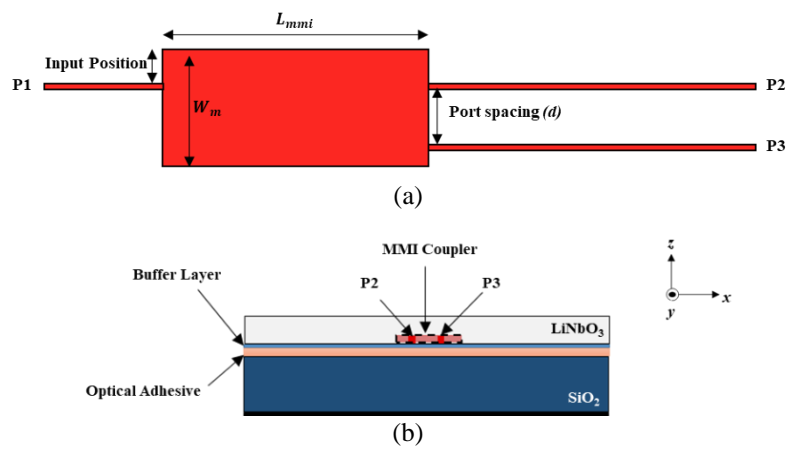 L_mmi
Input Position
P1
W_m
P2
Port spacing (d)
P3
(a)
MMI Coupler
Buffer Layer
P2
P3
z
x
y
LiNbO₃
Optical Adhesive
SiO₂
(b)